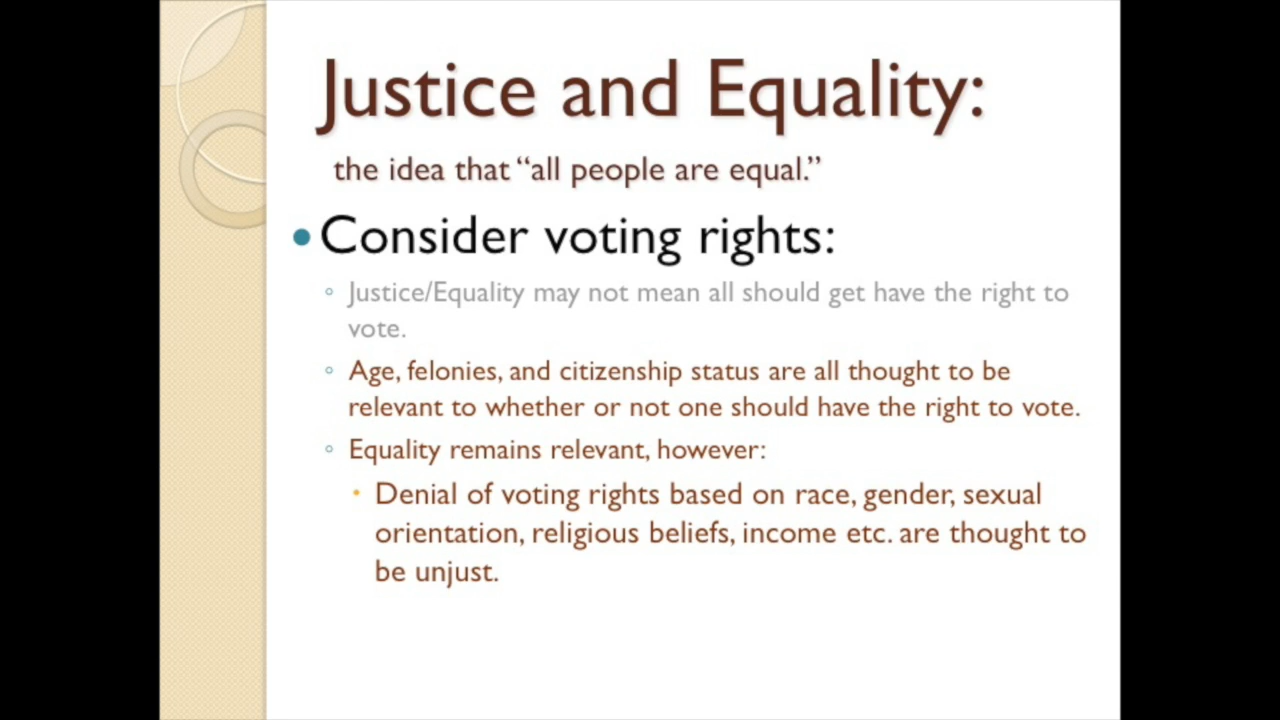 Justice and Equality:
the idea that “all people are equal.”
Consider voting rights:
Justice/Equality may not mean all should get have the right to
vote.
Age, felonies, and citizenship status are all thought to be
relevant to whether or not one should have the right to vote.
Equality remains relevant, however:
Denial of voting rights based on race, gender, sexual
orientation, religious beliefs, income etc. are thought to
be unjust.